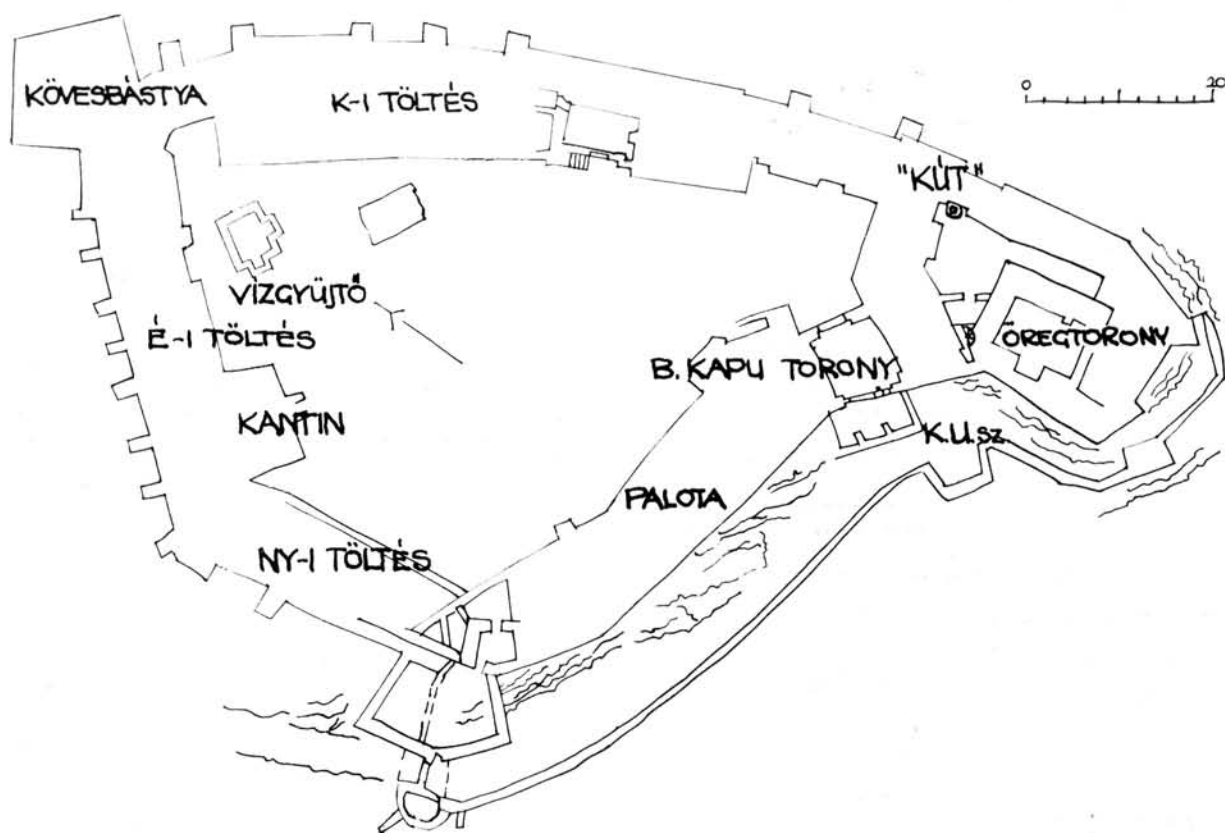 KÖVESBÁSTYA
K-I TÖLTÉS
0 20
"KÚT"
VÍZGYŰJTŐ
É-I TÖLTÉS
ÖREGTORONY
B. KAPU TORONY
KANTIN
K.U.SZ.
PALOTA
NY-I TÖLTÉS